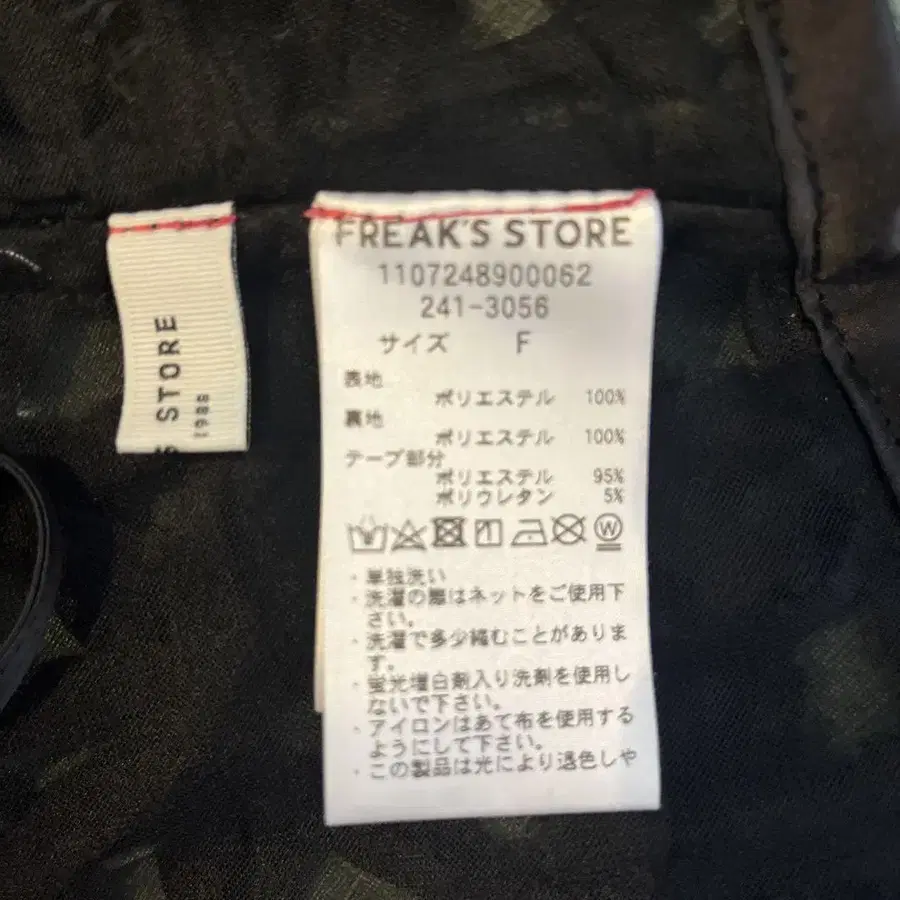 S STORE
1988
FREAK'S STORE
1107248900062
241-3056
サイズ F
表地
ポリエステル 100%
裏地
ポリエステル 100%
テープ部分
ポリエステル 95%
ポリウレタン 5%
W
・単独洗い
・洗濯の際はネットをご使用下
さい。
・洗濯で多少縮むことがありま
す。
・蛍光増白剤入り洗剤を使用し
ないで下さい。
・アイロンはあて布を使用する
ようにして下さい。
・この製品は光により退色しや